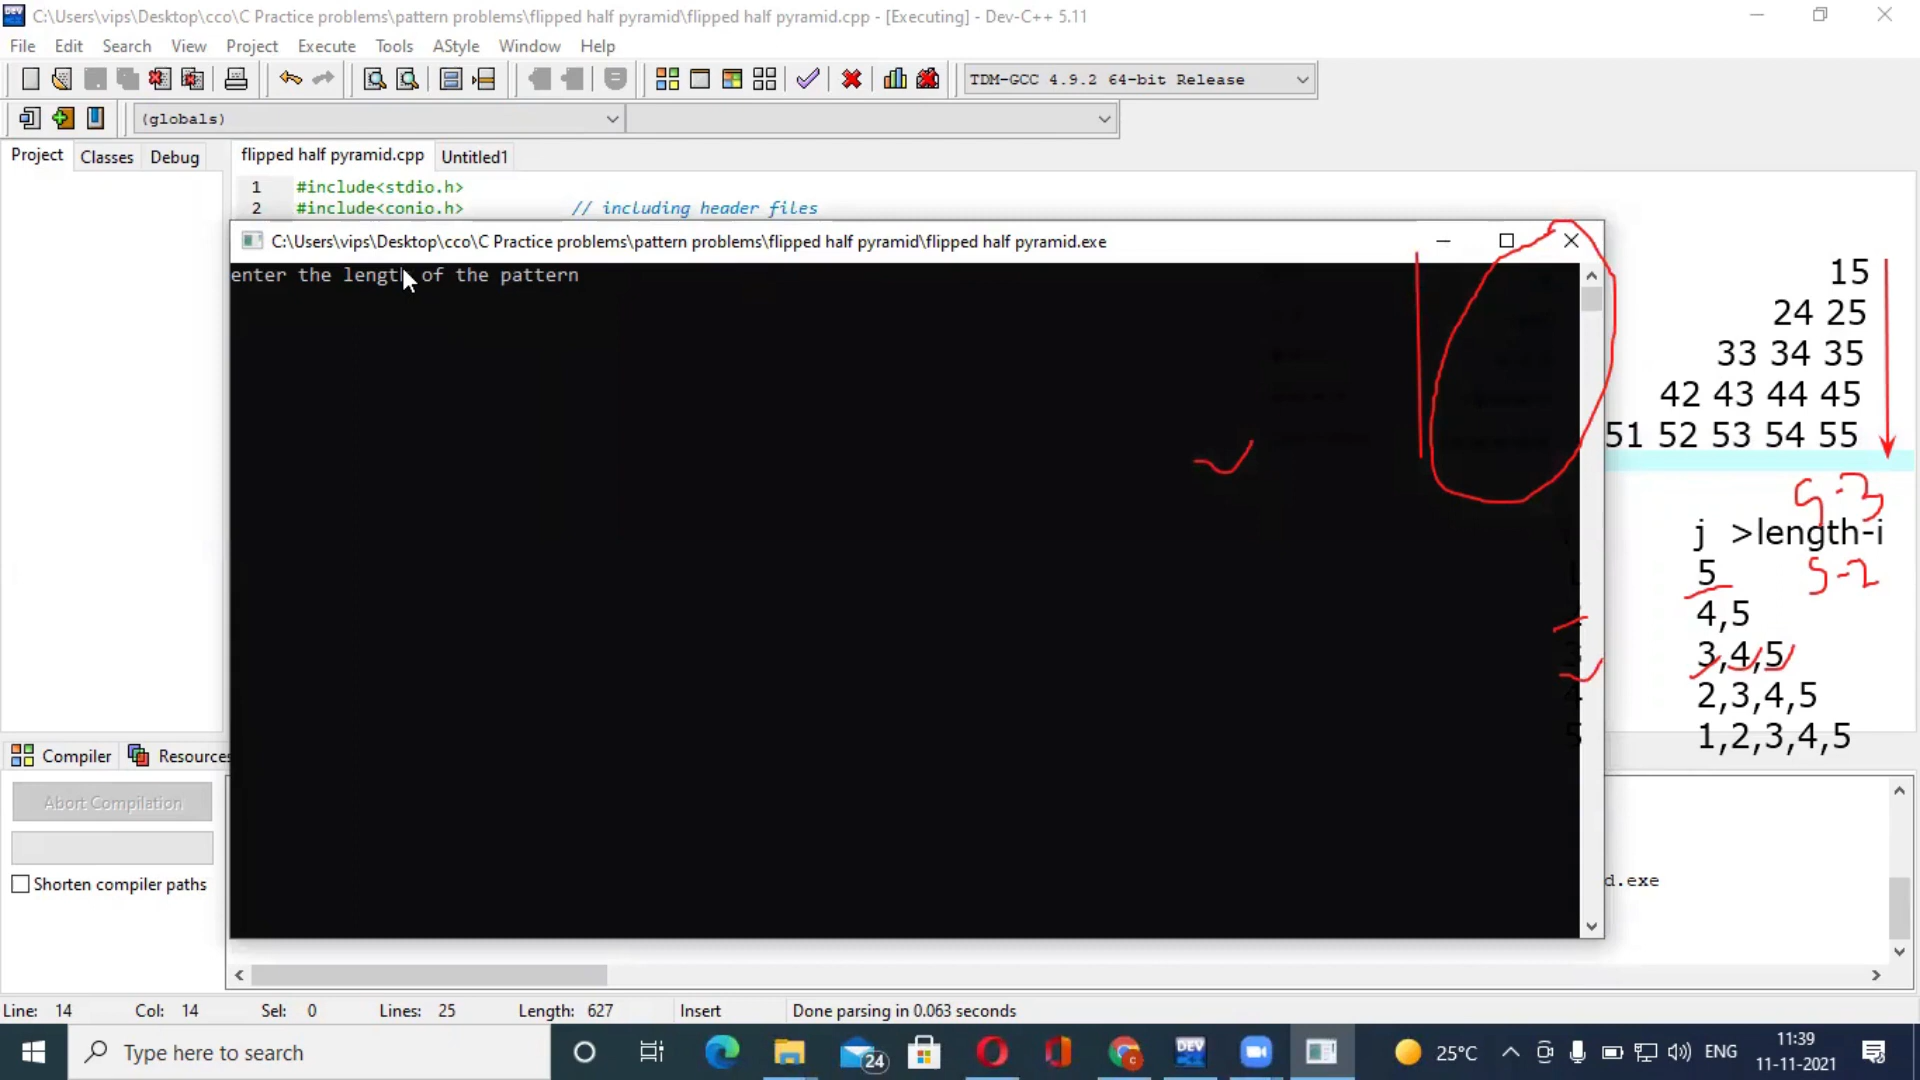 C:\Users\vips\Desktop\cco\C Practice problems\pattern problems\flipped half pyramid\flipped half pyramid.cpp - [Executing] - Dev-C++ 5.11
File Edit Search View Project Execute Tools AStyle Window Help
TDM-GCC 4.9.2 64-bit Release
(globals)
Project Classes Debug
flipped half pyramid.cpp Untitled1
1 #include<stdio.h>
2 #include<conio.h> // including header files
C:\Users\vips\Desktop\cco\C Practice problems\pattern problems\flipped half pyramid\flipped half pyramid.exe
enter the length of the pattern
15
24 25
33 34 35
42 43 44 45
51 52 53 54 55
5-3
j >length-i
5
5-2
4,5
3,4,5
2,3,4,5
1,2,3,4,5
Compiler Resources
Abort Compilation
Shorten compiler paths
d.exe
Line: 14 Col: 14 Sel: 0 Lines: 25 Length: 627 Insert Done parsing in 0.063 seconds
Type here to search
24
DEV
25°C
ENG
11:39
11-11-2021